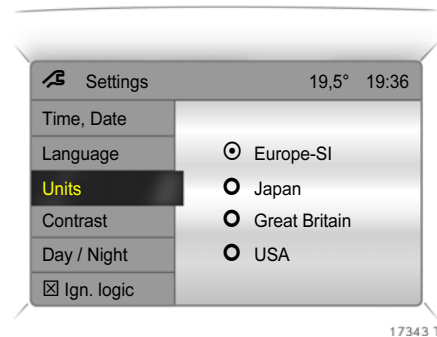 Settings 19,5° 19:36
Time, Date
Language
Units
Contrast
Day / Night
Ign. logic
Europe-SI
Japan
Great Britain
USA
17343 T